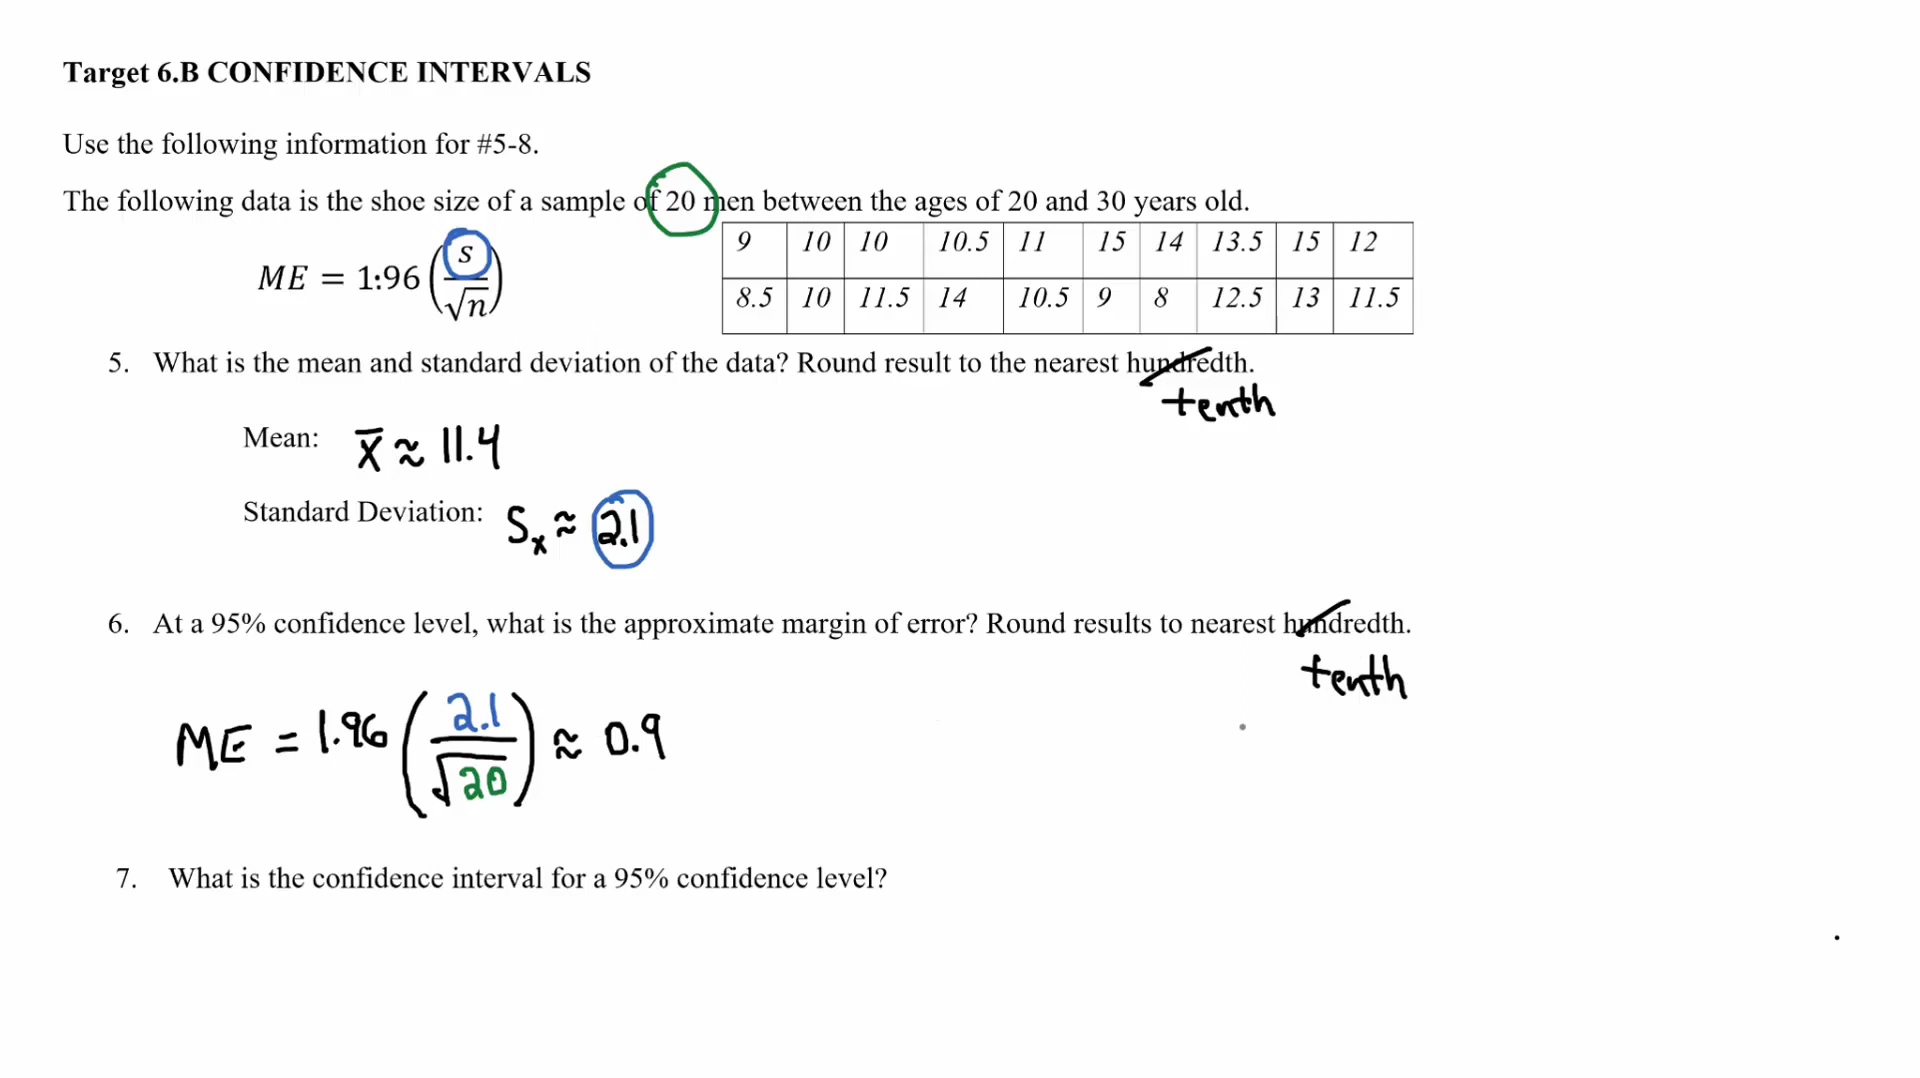 Target 6.B CONFIDENCE INTERVALS
Use the following information for #5-8.
The following data is the shoe size of a sample of 20 men between the ages of 20 and 30 years old.
ME = 1.96 (s/√n)
9 10 10 10.5 11 15 14 13.5 15 12
8.5 10 11.5 14 10.5 9 8 12.5 13 11.5
5. What is the mean and standard deviation of the data? Round result to the nearest hundredth.
tenth
Mean: x̄ ≈ 11.4
Standard Deviation: Sx ≈ 2.1
6. At a 95% confidence level, what is the approximate margin of error? Round results to nearest hundredth.
tenth
ME = 1.96 (2.1/√20) ≈ 0.9
7. What is the confidence interval for a 95% confidence level?